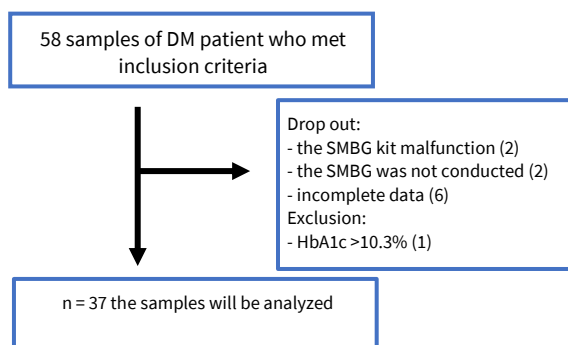 58 samples of DM patient who met
inclusion criteria
Drop out:
- the SMBG kit malfunction (2)
- the SMBG was not conducted (2)
- incomplete data (6)
Exclusion:
- HbA1c >10.3% (1)
n = 37 the samples will be analyzed